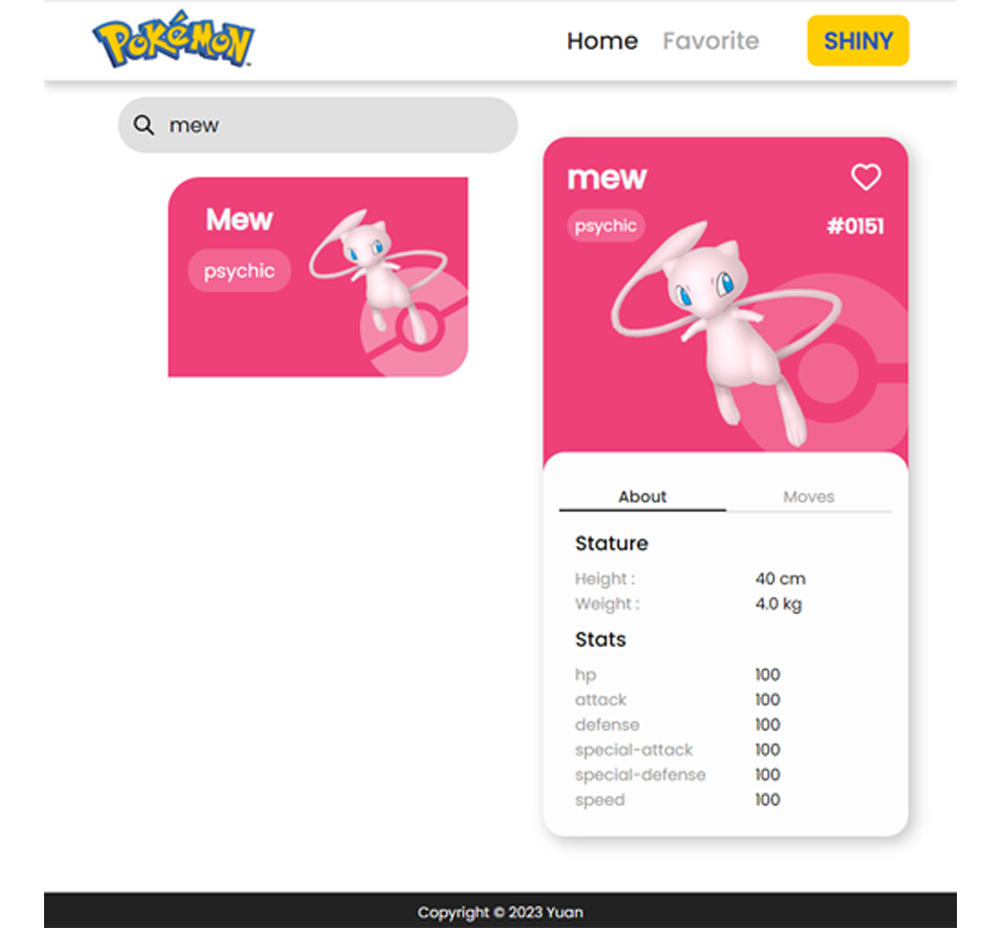 POKÉMON
Home Favorite SHINY
mew
Mew
psychic
mew
psychic #0151
About Moves
Stature
Height : 40 cm
Weight : 4.0 kg
Stats
hp 100
attack 100
defense 100
special-attack 100
special-defense 100
speed 100
Copyright © 2023 Yuan